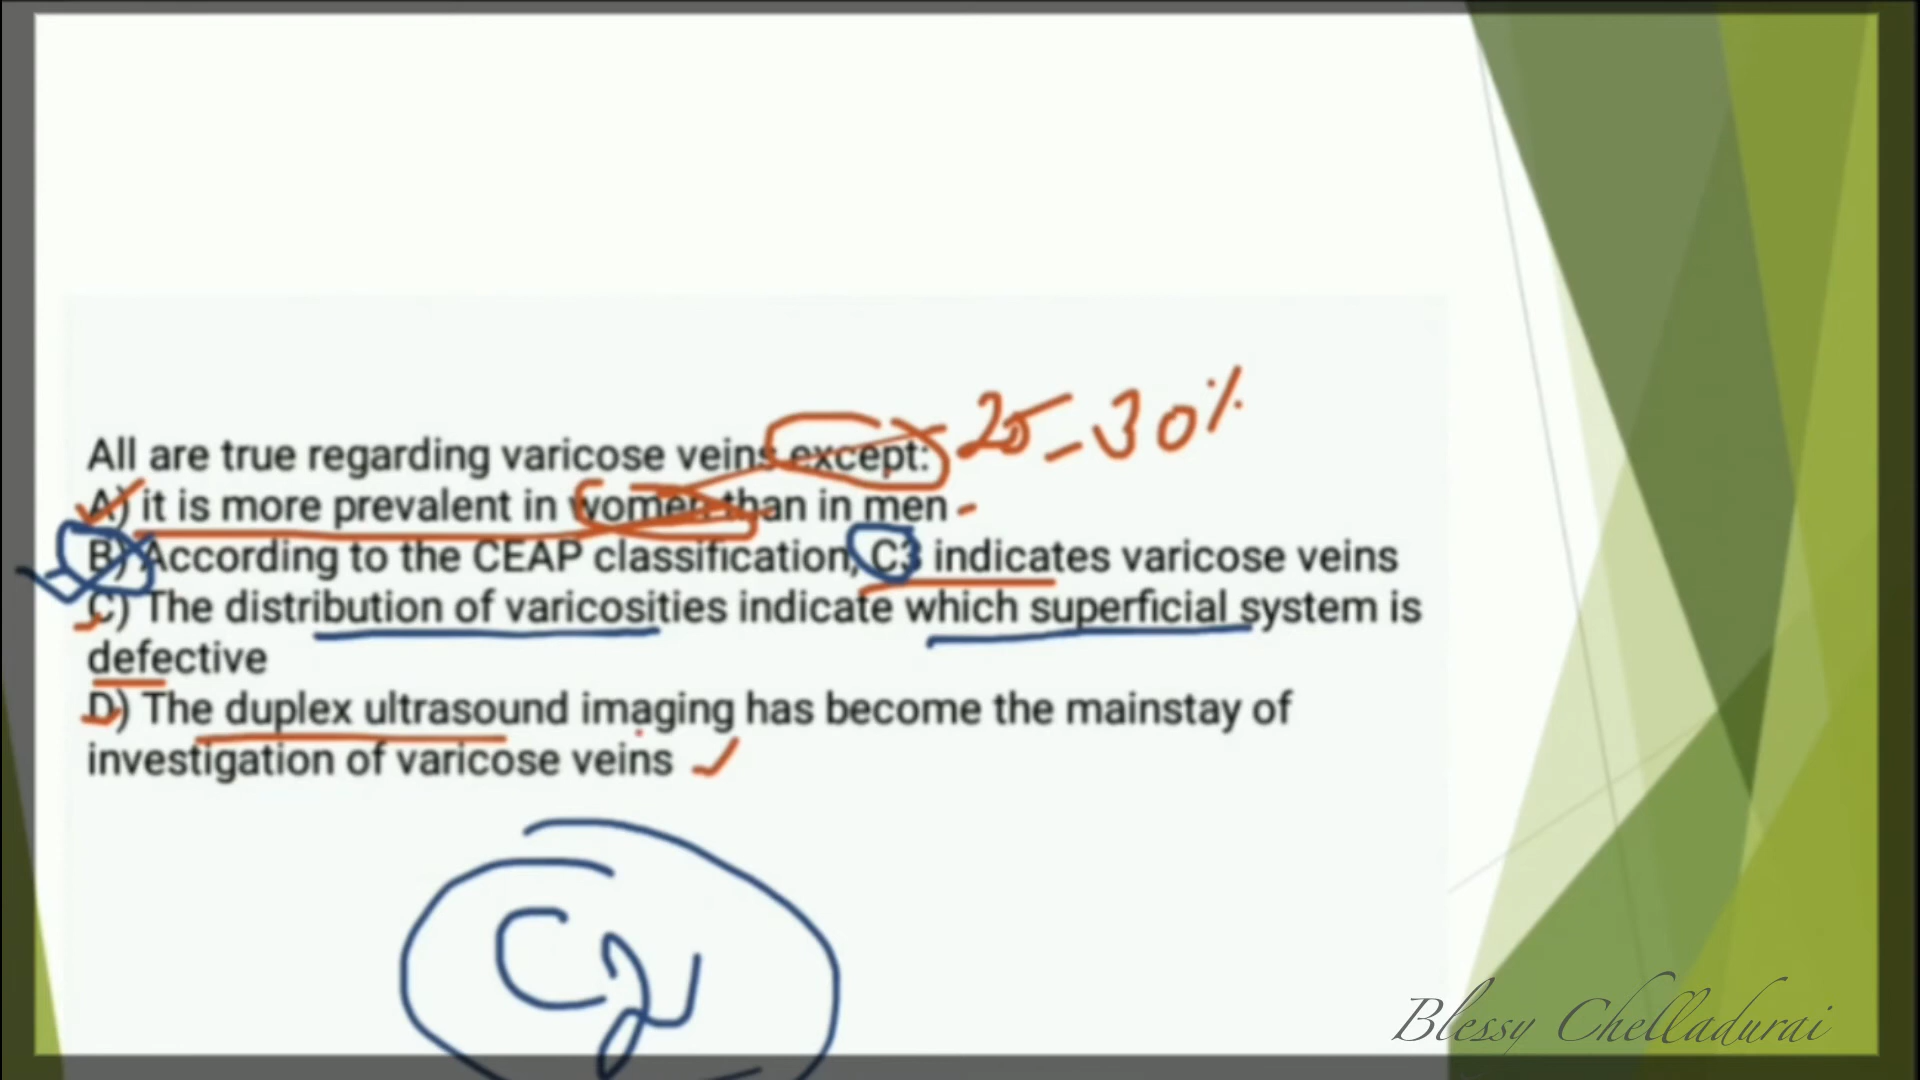 25-30%
All are true regarding varicose veins except:
A) it is more prevalent in women than in men
B) According to the CEAP classification, C3 indicates varicose veins
C) The distribution of varicosities indicate which superficial system is
defective
D) The duplex ultrasound imaging has become the mainstay of
investigation of varicose veins
C2
Blessy Chelladurai